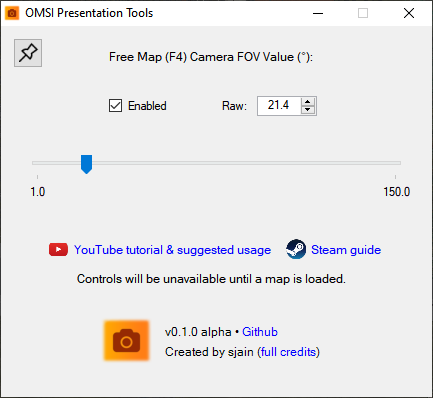 OMSI Presentation Tools
Free Map (F4) Camera FOV Value (°):
Enabled
Raw: 21.4
1.0 150.0
YouTube tutorial & suggested usage Steam guide
Controls will be unavailable until a map is loaded.
v0.1.0 alpha • Github
Created by sjain (full credits)